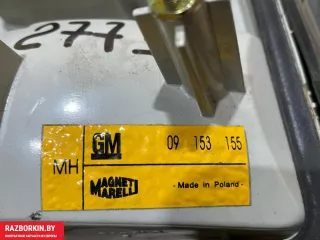 277
GM 09 153 155
MH
MAGNETI
MARELLI - Made in Poland -
RAZBORKIN.BY